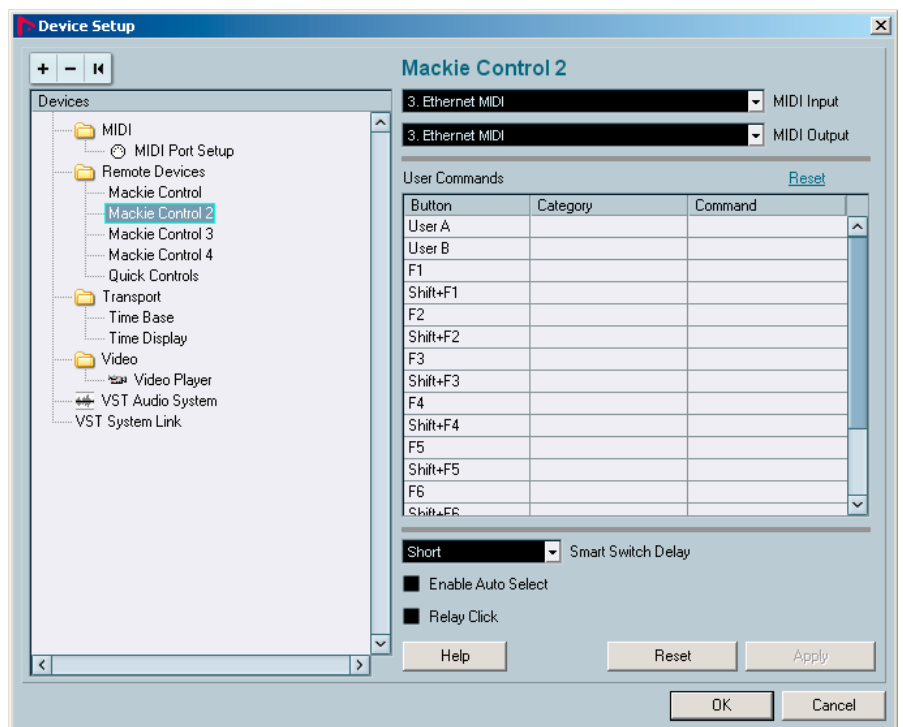 Device Setup
+ −
Mackie Control 2
Devices
MIDI
MIDI Port Setup
Remote Devices
Mackie Control
Mackie Control 2
Mackie Control 3
Mackie Control 4
Quick Controls
Transport
Time Base
Time Display
Video
Video Player
VST Audio System
VST System Link
3. Ethernet MIDI MIDI Input
3. Ethernet MIDI MIDI Output
User Commands Reset
Button Category Command
User A
User B
F1
Shift+F1
F2
Shift+F2
F3
Shift+F3
F4
Shift+F4
F5
Shift+F5
F6
Shift+F6
Short Smart Switch Delay
Enable Auto Select
Relay Click
Help Reset Apply
OK Cancel